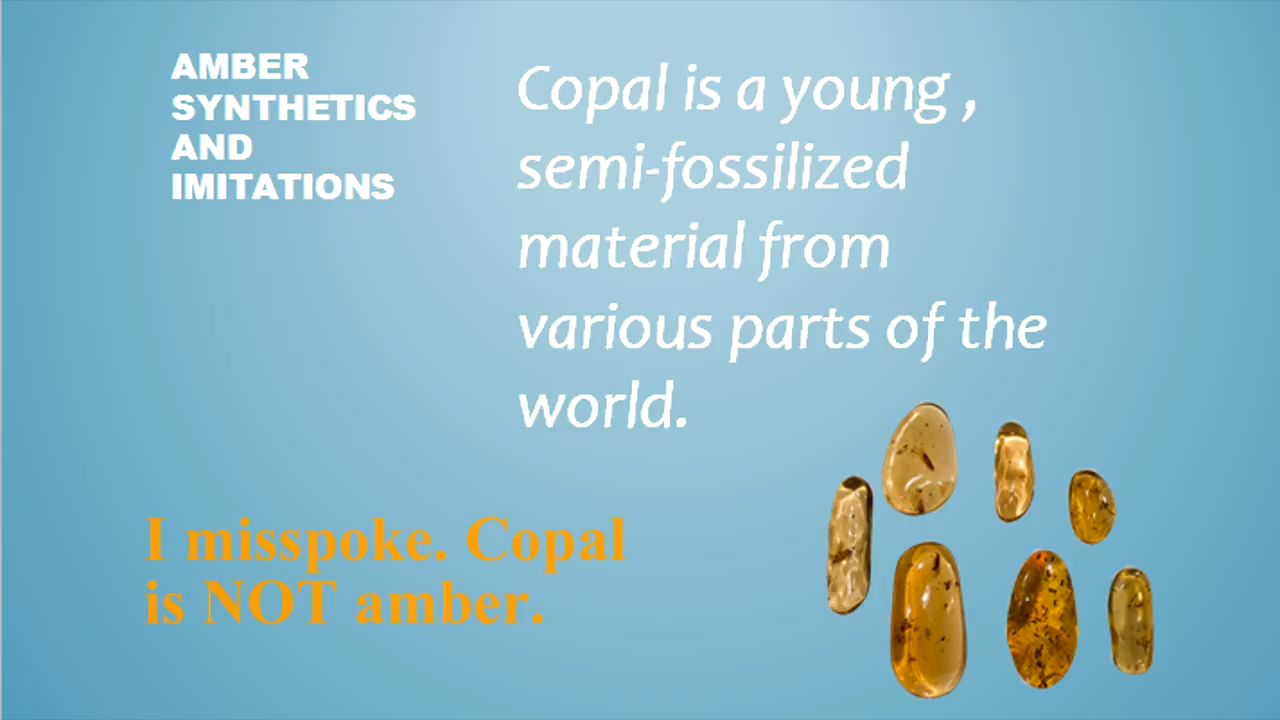 AMBER
SYNTHETICS
AND
IMITATIONS
Copal is a young ,
semi-fossilized
material from
various parts of the
world.
I misspoke. Copal
is NOT amber.